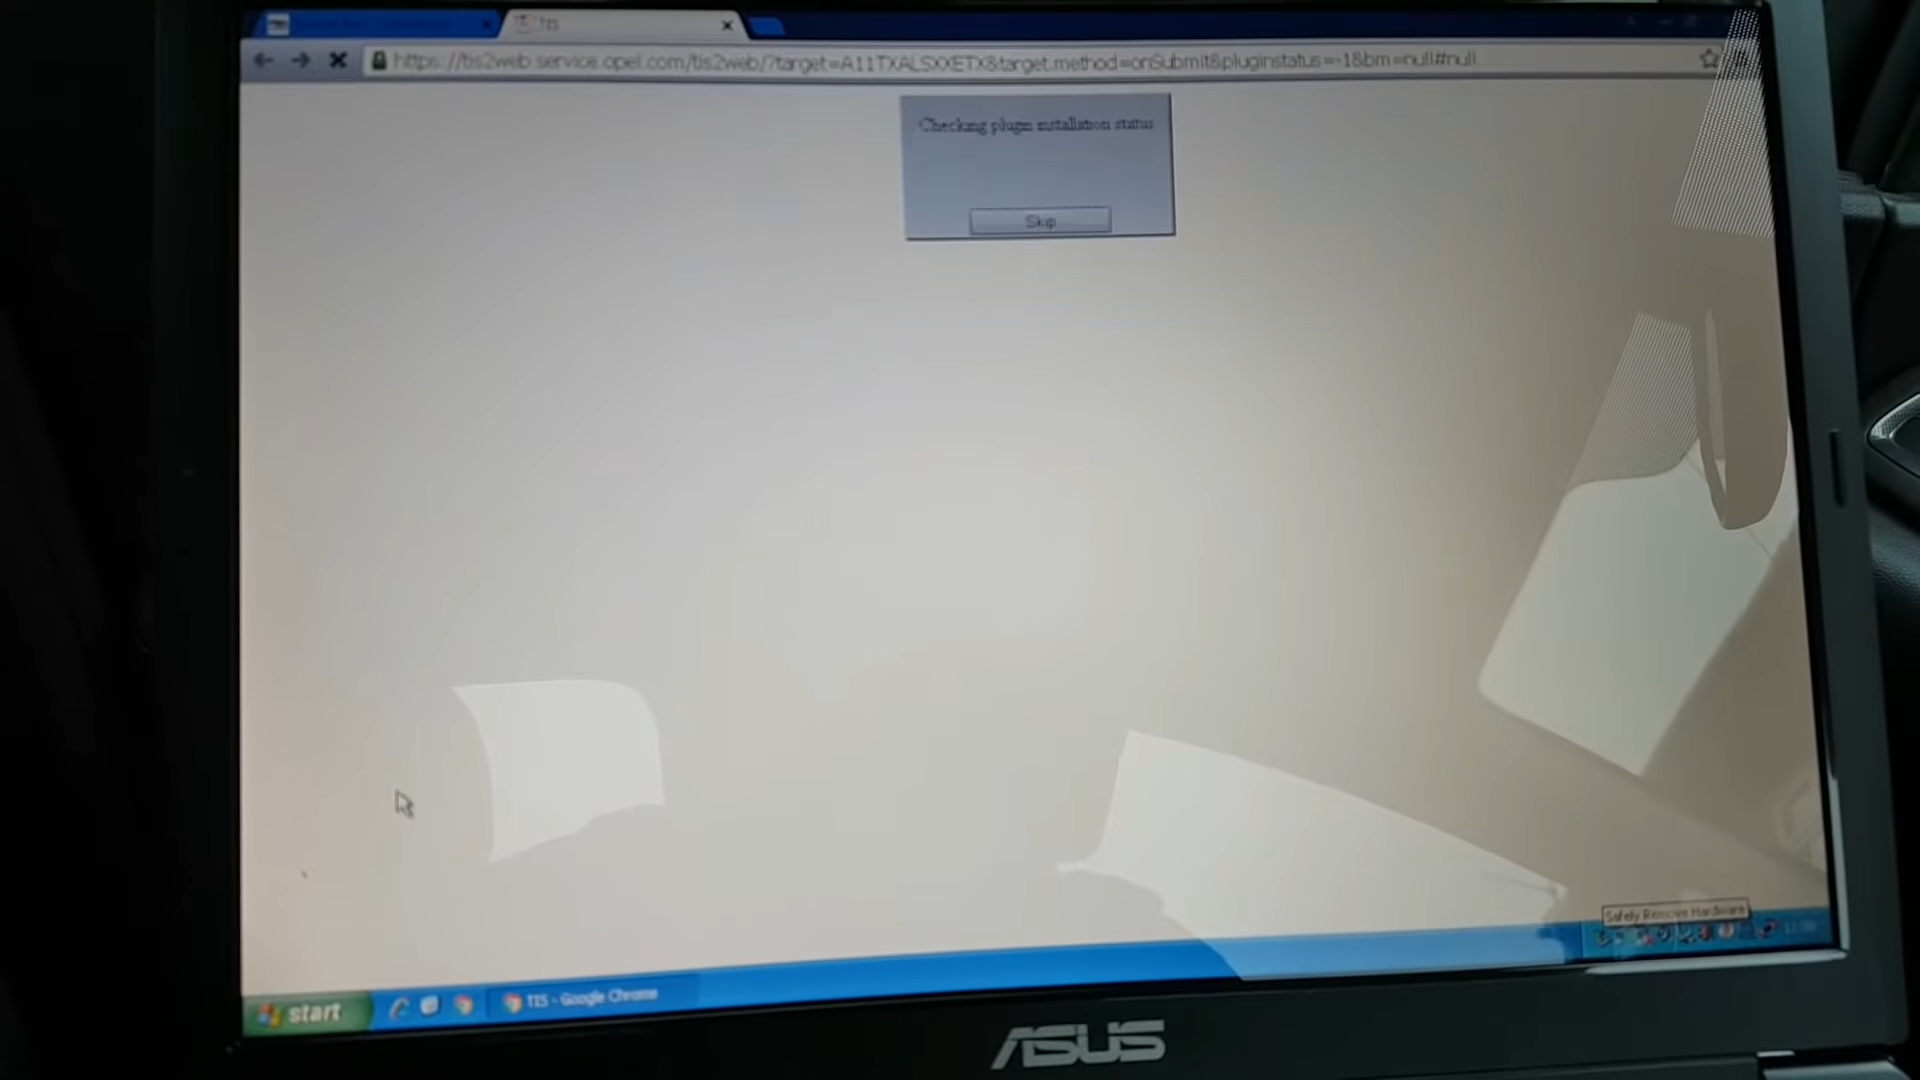 TIS
https://tis2web.service.opel.com/tis2web/?target=A11TXALSXXETX&target.method=onSubmit&pluginstatus=-1&bm=null#null
Checking plugin installation status
Skip
Safely Remove Hardware
start
TIS - Google Chrome
ASUS